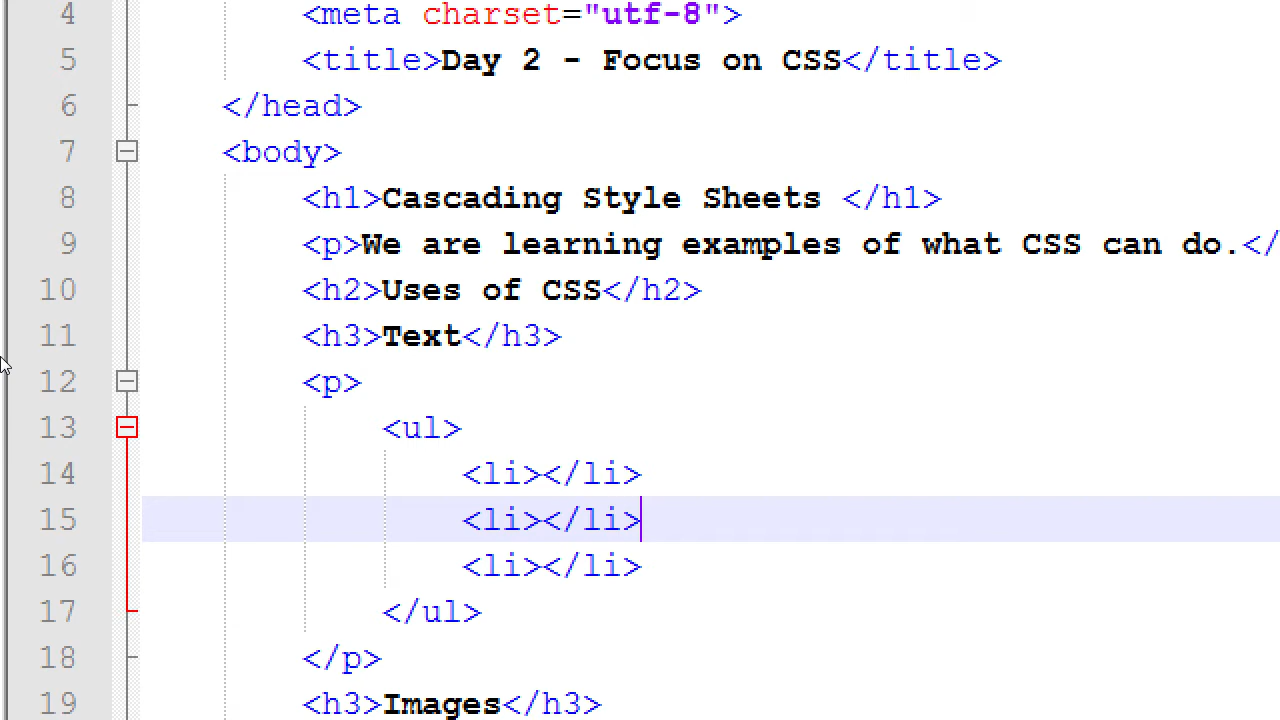 4 <meta charset="utf-8">
5 <title>Day 2 - Focus on CSS</title>
6 </head>
7 <body>
8 <h1>Cascading Style Sheets </h1>
9 <p>We are learning examples of what CSS can do.</
10 <h2>Uses of CSS</h2>
11 <h3>Text</h3>
12 <p>
13 <ul>
14 <li></li>
15 <li></li>
16 <li></li>
17 </ul>
18 </p>
19 <h3>Images</h3>